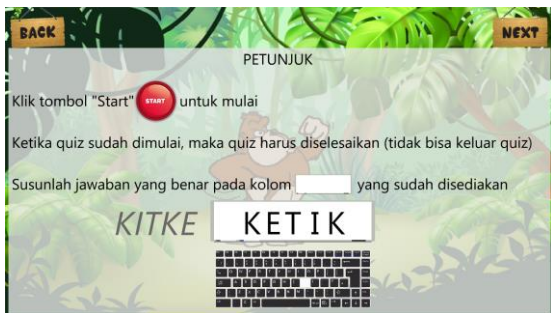 BACK
NEXT
PETUNJUK
Klik tombol "Start" START untuk mulai
Ketika quiz sudah dimulai, maka quiz harus diselesaikan (tidak bisa keluar quiz)
Susunlah jawaban yang benar pada kolom yang sudah disediakan
KITKE KETIK